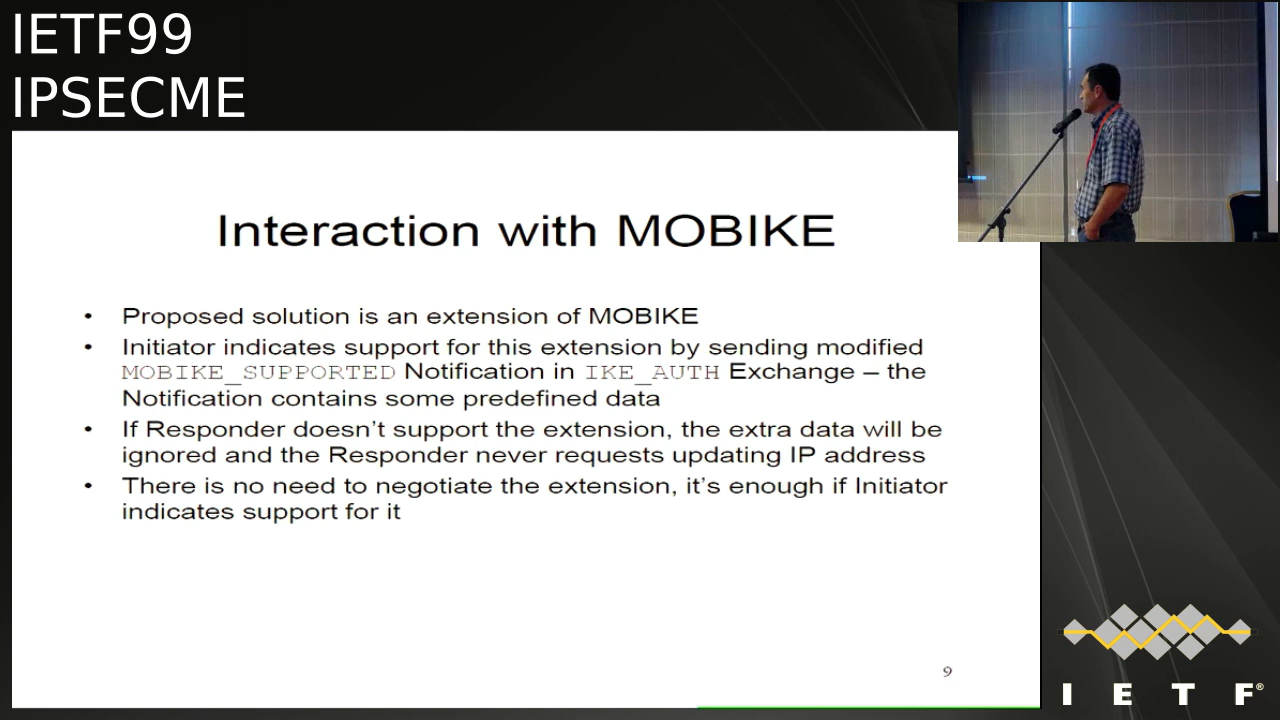 IETF99
IPSECME
Interaction with MOBIKE
• Proposed solution is an extension of MOBIKE
• Initiator indicates support for this extension by sending modified
MOBIKE_SUPPORTED Notification in IKE_AUTH Exchange – the
Notification contains some predefined data
• If Responder doesn't support the extension, the extra data will be
ignored and the Responder never requests updating IP address
• There is no need to negotiate the extension, it's enough if Initiator
indicates support for it
9
I E T F®